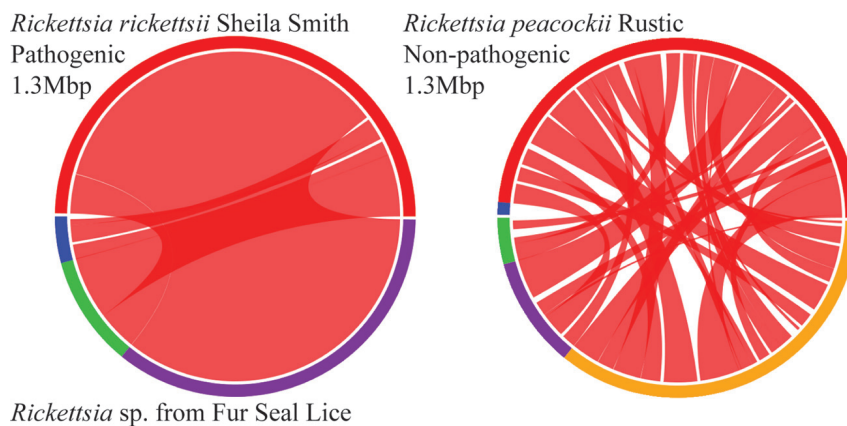 Rickettsia rickettsii Sheila Smith
Pathogenic
1.3Mbp
Rickettsia peacockii Rustic
Non-pathogenic
1.3Mbp
Rickettsia sp. from Fur Seal Lice